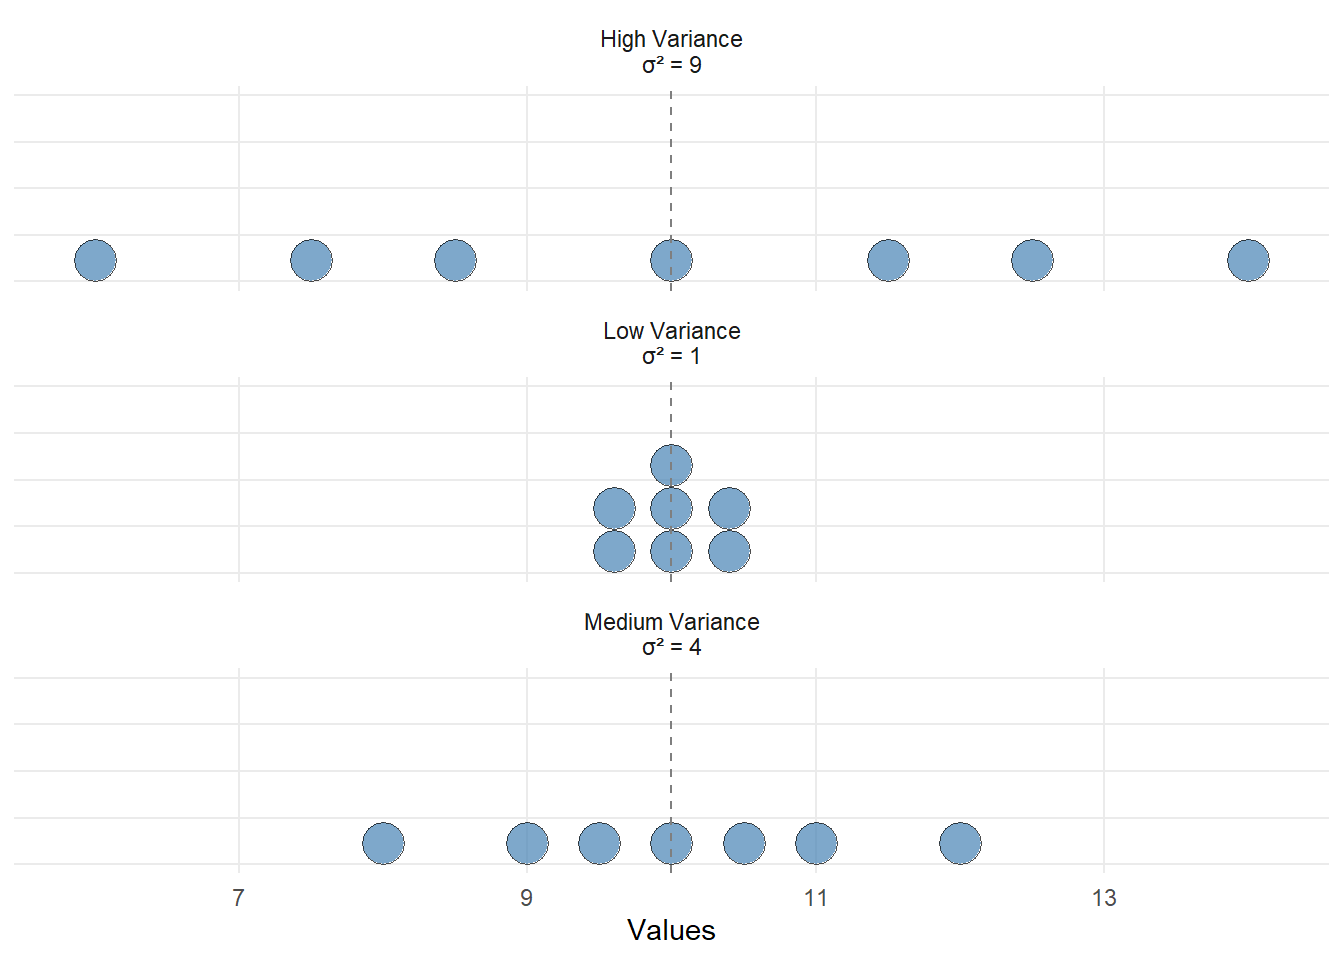 High Variance
σ² = 9
Low Variance
σ² = 1
Medium Variance
σ² = 4
7 9 11 13
Values